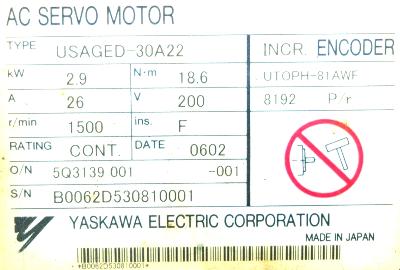 AC SERVO MOTOR
TYPE USAGED-30A22 INCR. ENCODER
kW 2.9 N·m 18.6 UTOPH-81AWF
A 26 V 200 8192 P/r
r/min 1500 ins. F
RATING CONT. DATE 0602
O/N 5Q3139 001 -001
S/N B0062D530810001
YASKAWA ELECTRIC CORPORATION
MADE IN JAPAN
*B0062D530810001*